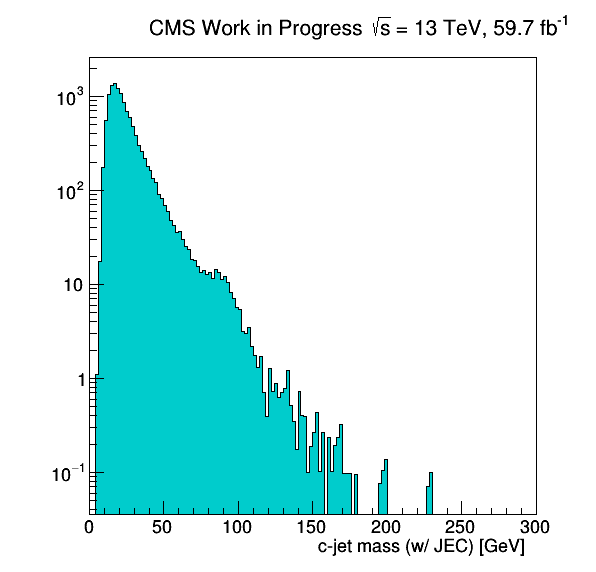 CMS Work in Progress √s = 13 TeV, 59.7 fb⁻¹
10³
10²
10
1
10⁻¹
0 50 100 150 200 250 300
c-jet mass (w/ JEC) [GeV]